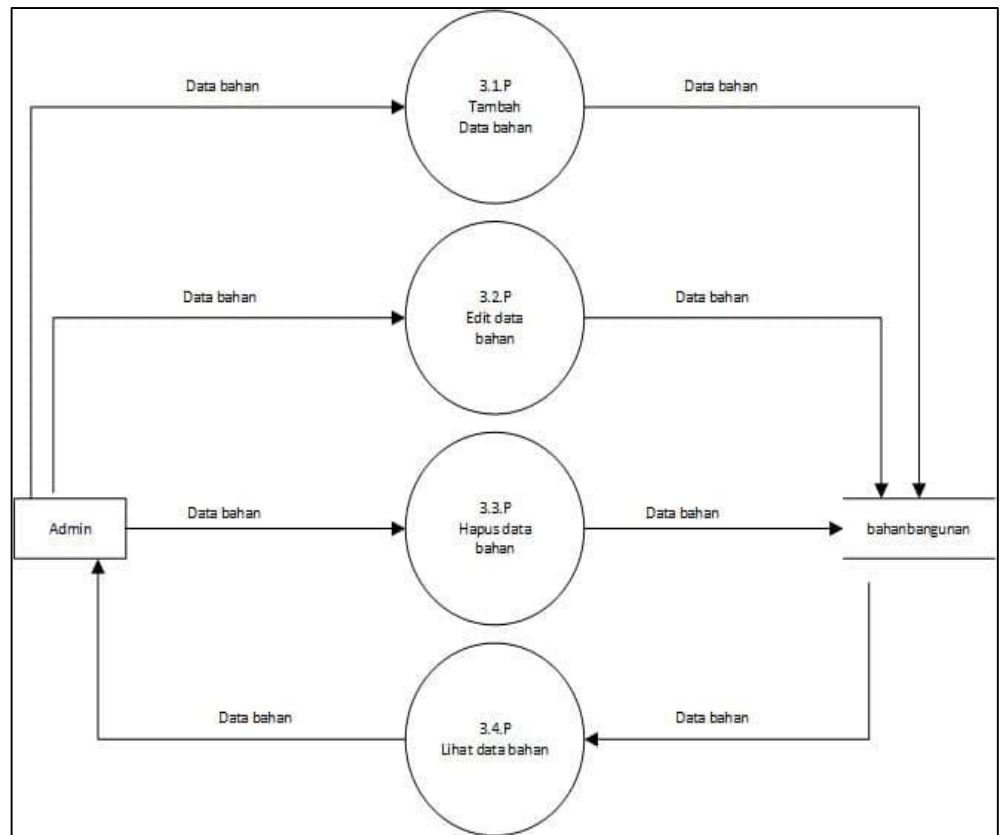 Data bahan
3.1.P
Tambah
Data bahan
Data bahan
Data bahan
3.2.P
Edit data
bahan
Data bahan
Admin
Data bahan
3.3.P
Hapus data
bahan
Data bahan
bahanbangunan
Data bahan
3.4.P
Lihat data bahan
Data bahan